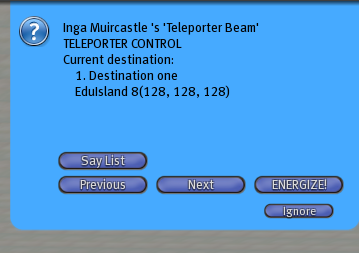 Inga Muircastle 's 'Teleporter Beam'
TELEPORTER CONTROL
Current destination:
1. Destination one
EduIsland 8(128, 128, 128)
Say List
Previous Next ENERGIZE!
Ignore